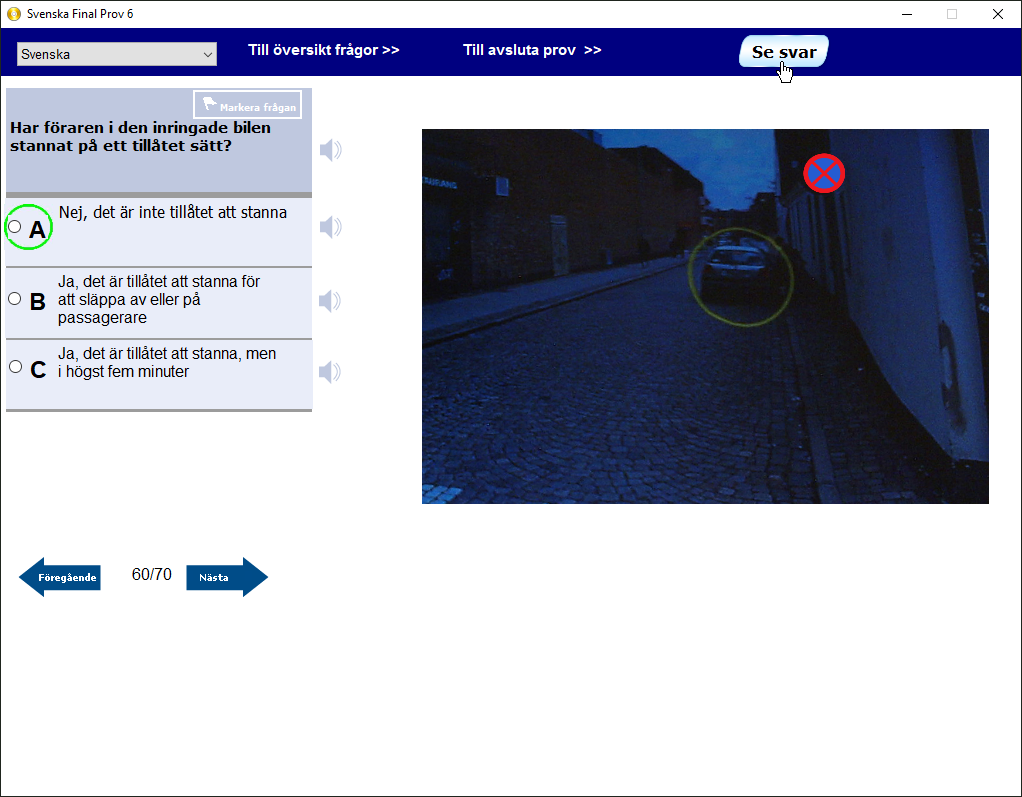 Svenska Final Prov 6
Svenska
Till översikt frågor >>
Till avsluta prov >>
Se svar
Markera frågan
Har föraren i den inringade bilen
stannat på ett tillåtet sätt?
A
Nej, det är inte tillåtet att stanna
B
Ja, det är tillåtet att stanna för
att släppa av eller på
passagerare
C
Ja, det är tillåtet att stanna, men
i högst fem minuter
Föregående
60/70
Nästa